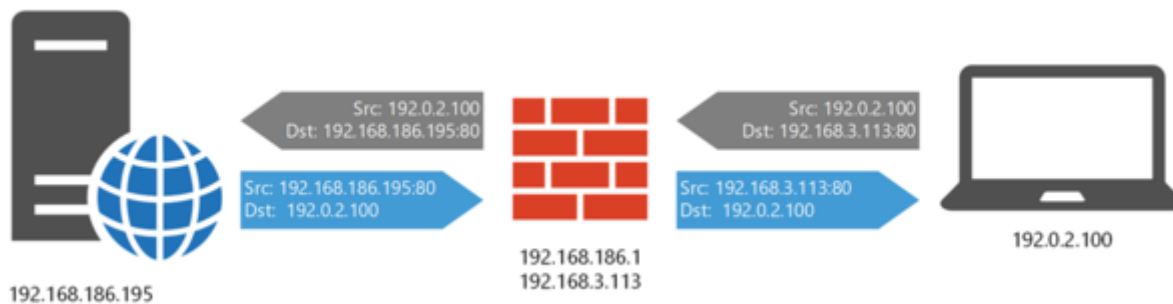 Src: 192.0.2.100
Dst: 192.168.186.195:80
Src: 192.0.2.100
Dst: 192.168.3.113:80
Src: 192.168.186.195:80
Dst: 192.0.2.100
Src: 192.168.3.113:80
Dst: 192.0.2.100
192.168.186.195
192.168.186.1
192.168.3.113
192.0.2.100